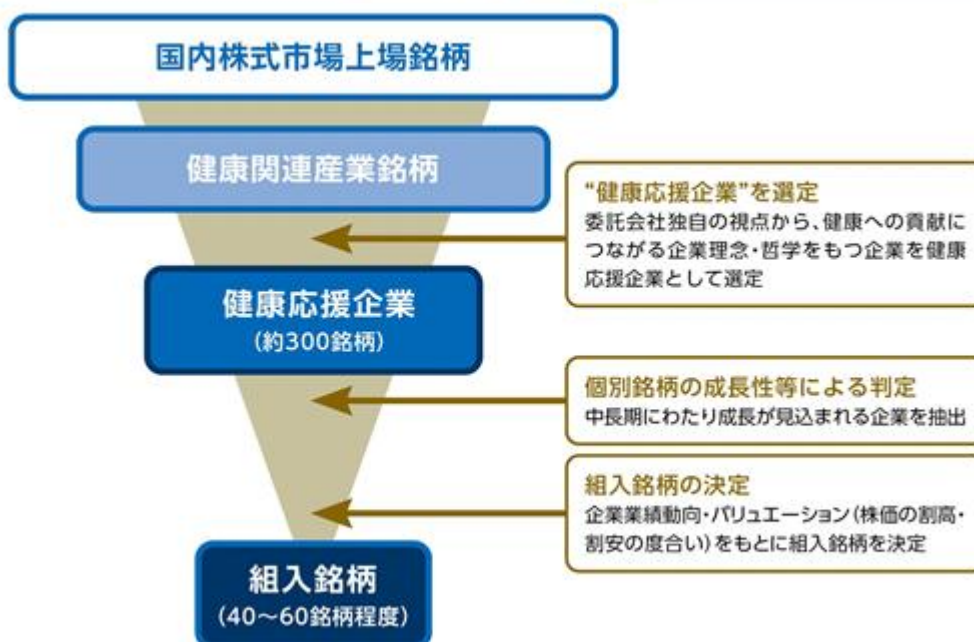 国内株式市場上場銘柄
健康関連産業銘柄
“健康応援企業”を選定
委託会社独自の視点から、健康への貢献に
つながる企業理念・哲学をもつ企業を健康
応援企業として選定
健康応援企業
(約300銘柄)
個別銘柄の成長性等による判定
中長期にわたり成長が見込まれる企業を抽出
組入銘柄の決定
企業業績動向・バリュエーション(株価の割高・
割安の度合い)をもとに組入銘柄を決定
組入銘柄
(40～60銘柄程度)